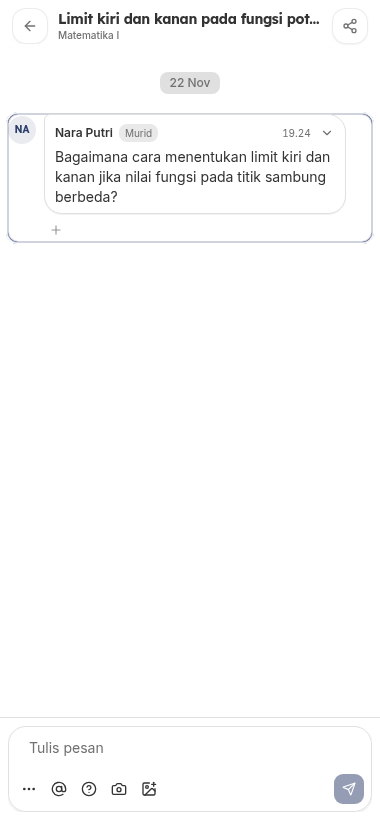 Limit kiri dan kanan pada fungsi pot...
Matematika I
22 Nov
NA
Nara Putri Murid 19.24
Bagaimana cara menentukan limit kiri dan
kanan jika nilai fungsi pada titik sambung
berbeda?
Tulis pesan